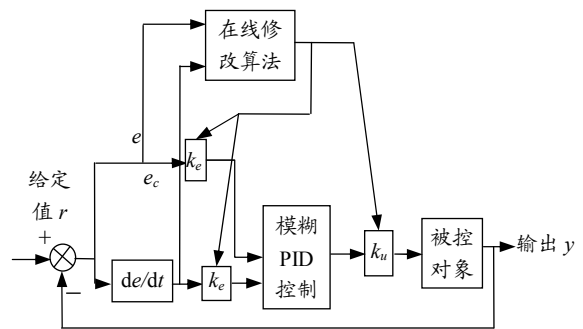 在线修
改算法
e
k_e
e_c
给定
值 r
+
−
de/dt
k_e
模糊
PID
控制
k_u
被控
对象
输出 y